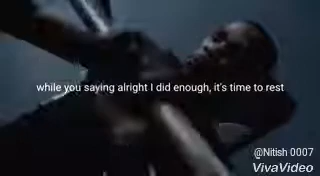 while you saying alright I did enough, it's time to rest
@Nitish 0007
VivaVideo